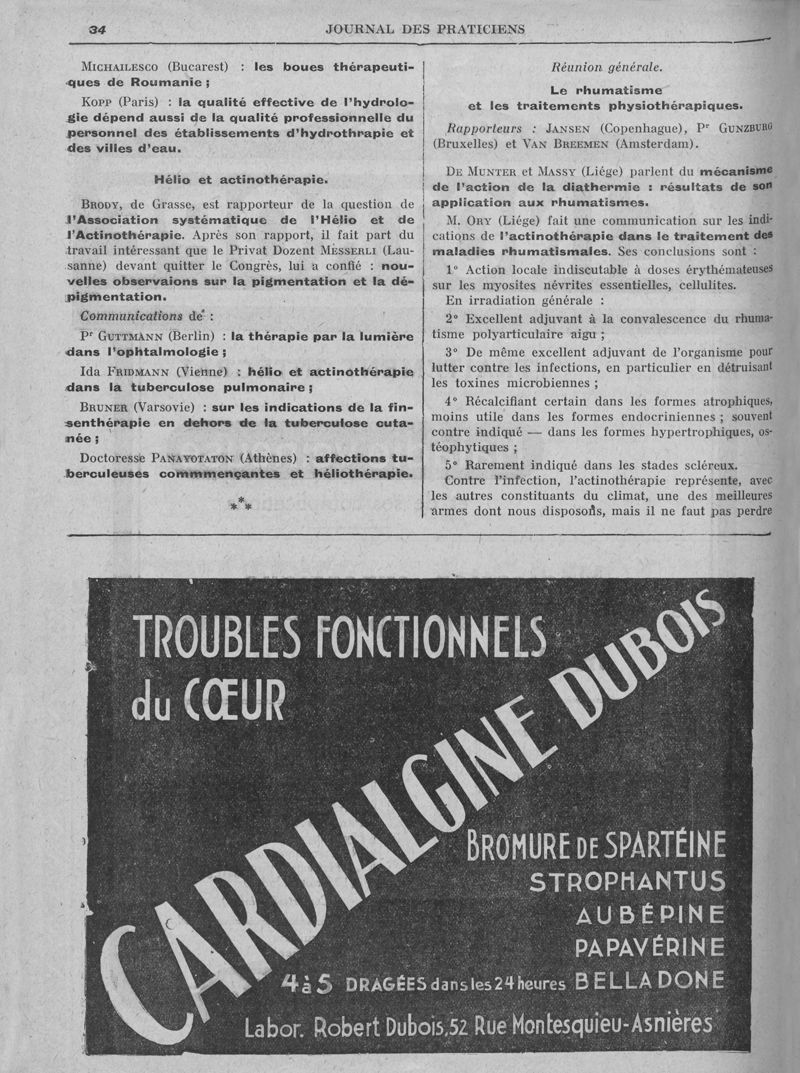 34
JOURNAL DES PRATICIENS
MICHAILESCO (Bucarest) : les boues thérapeuti-
ques de Roumanie ;
KOPP (Paris) : la qualité effective de l'hydrolo-
gie dépend aussi de la qualité professionnelle du
personnel des établissements d'hydrothrapie et
des villes d'eau.
Hélio et actinothérapie.
BRODY, de Grasse, est rapporteur de la question de
l'Association systématique de l'Hélio et de
l'Actinothérapie. Après son rapport, il fait part du
travail intéressant que le Privat Dozent MESSERLI (Lau-
sanne) devant quitter le Congrès, lui a confié : nou-
velles observaions sur la pigmentation et la dé-
pigmentation.
Communications de :
Pr GUTTMANN (Berlin) : la thérapie par la lumière
dans l'ophtalmologie ;
Ida FRIDMANN (Vienne) : hélio et actinothérapie
dans la tuberculose pulmonaire ;
BRUNER (Varsovie) : sur les indications de la fin-
senthérapie en dehors de la tuberculose cuta-
née ;
Doctoresse PANAYOTATON (Athènes) : affections tu-
berculeuses commmençantes et héliothérapie.
* * *
Réunion générale.
Le rhumatisme
et les traitements physiothérapiques.
Rapporteurs : JANSEN (Copenhague), Pr GUNZBURG
(Bruxelles) et VAN BREEMEN (Amsterdam).
DE MUNTER et MASSY (Liége) parlent du mécanisme
de l'action de la diathermie : résultats de son
application aux rhumatismes.
M. ORY (Liége) fait une communication sur les indi-
cations de l'actinothérapie dans le traitement des
maladies rhumatismales. Ses conclusions sont :
1° Action locale indiscutable à doses érythémateuses
sur les myosites névrites essentielles, cellulites.
En irradiation générale :
2° Excellent adjuvant à la convalescence du rhuma-
tisme polyarticulaire aigu ;
3° De même excellent adjuvant de l'organisme pour
lutter contre les infections, en particulier en détruisant
les toxines microbiennes ;
4° Récalcifiant certain dans les formes atrophiques,
moins utile dans les formes endocriniennes ; souvent
contre indiqué — dans les formes hypertrophiques, os-
téophytiques ;
5° Rarement indiqué dans les stades scléreux.
Contre l'infection, l'actinothérapie représente, avec
les autres constituants du climat, une des meilleures
armes dont nous disposons, mais il ne faut pas perdre
TROUBLES FONCTIONNELS
du CŒUR
CARDIALGINE DUBOIS
BROMURE DE SPARTÉINE
STROPHANTUS
AUBÉPINE
PAPAVÉRINE
4 à 5 DRAGÉES dans les 24 heures BELLADONE
Labor. Robert Dubois, 52 Rue Montesquieu-Asnières